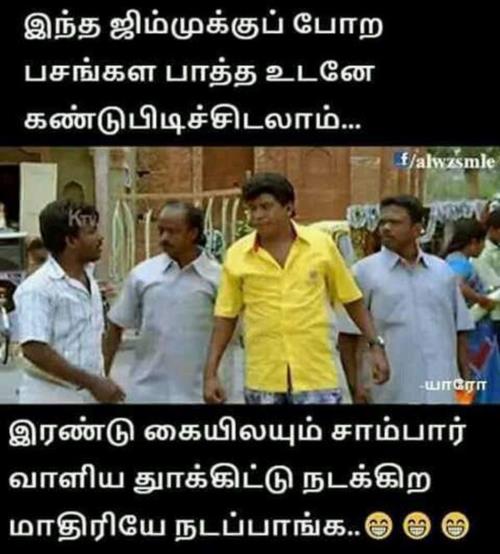 இந்த ஜிம்முக்குப் போற
பசங்கள பாத்த உடனே
கண்டுபிடிச்சிடலாம்...
f/alwzsmle
KTV
-யாரோ
இரண்டு கையிலயும் சாம்பார்
வாளிய தூக்கிட்டு நடக்கிற
மாதிரியே நடப்பாங்க..😁😁😁